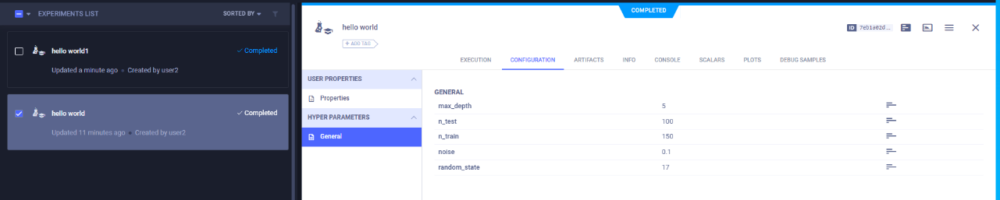 EXPERIMENTS LIST
SORTED BY
hello world1
Completed
Updated a minute ago • Created by user2
hello world
Completed
Updated 11 minutes ago • Created by user2
COMPLETED
hello world
+ ADD TAG
ID 7eb1a02d...
EXECUTION CONFIGURATION ARTIFACTS INFO CONSOLE SCALARS PLOTS DEBUG SAMPLES
USER PROPERTIES
Properties
HYPER PARAMETERS
General
GENERAL
max_depth 5
n_test 100
n_train 150
noise 0.1
random_state 17